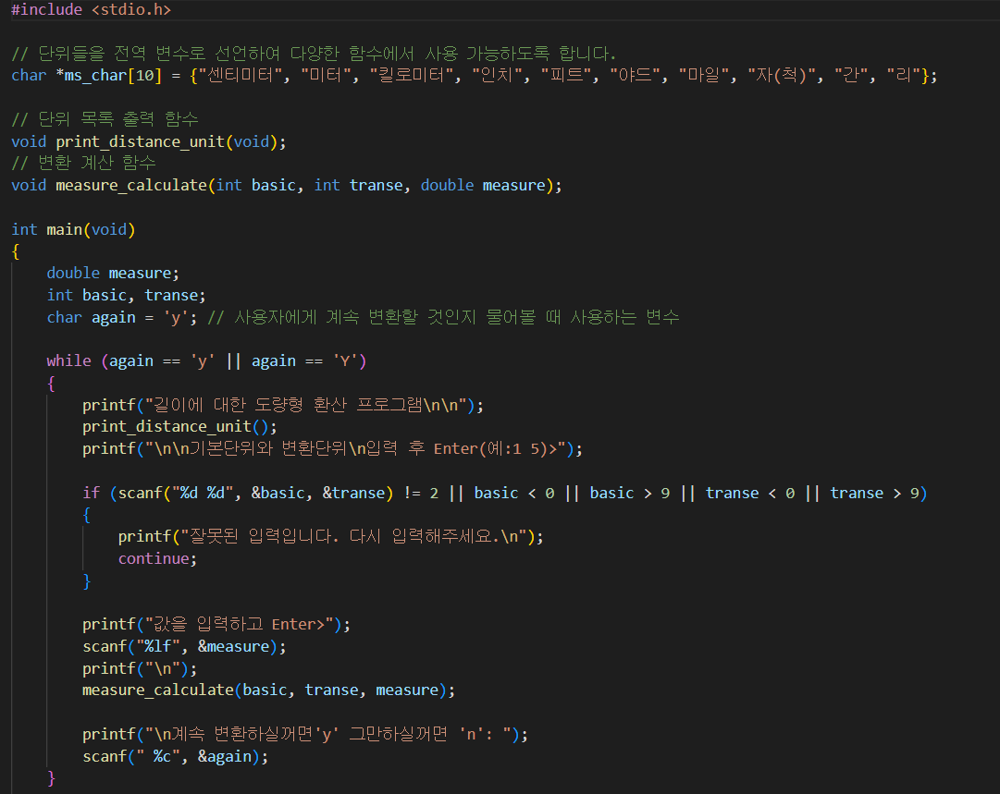 #include <stdio.h>
// 단위들을 전역 변수로 선언하여 다양한 함수에서 사용 가능하도록 합니다.
char *ms_char[10] = {"센티미터", "미터", "킬로미터", "인치", "피트", "야드", "마일", "자(척)", "간", "리"};
// 단위 목록 출력 함수
void print_distance_unit(void);
// 변환 계산 함수
void measure_calculate(int basic, int transe, double measure);
int main(void)
{
double measure;
int basic, transe;
char again = 'y'; // 사용자에게 계속 변환할 것인지 물어볼 때 사용하는 변수
while (again == 'y' || again == 'Y')
{
printf("길이에 대한 도량형 환산 프로그램\n\n");
print_distance_unit();
printf("\n\n기본단위와 변환단위\n입력 후 Enter(예:1 5)>");
if (scanf("%d %d", &basic, &transe) != 2 || basic < 0 || basic > 9 || transe < 0 || transe > 9)
{
printf("잘못된 입력입니다. 다시 입력해주세요.\n");
continue;
}
printf("값을 입력하고 Enter>");
scanf("%lf", &measure);
printf("\n");
measure_calculate(basic, transe, measure);
printf("\n계속 변환하실꺼면'y' 그만하실꺼면 'n': ");
scanf(" %c", &again);
}